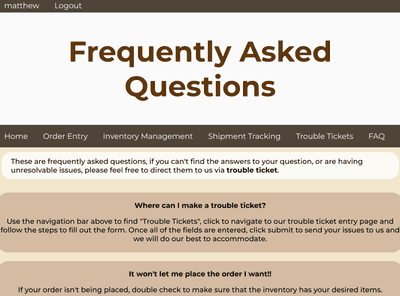 matthew Logout
Frequently Asked
Questions
Home Order Entry Inventory Management Shipment Tracking Trouble Tickets FAQ
These are frequently asked questions, if you can't find the answers to your question, or are having
unresolvable issues, please feel free to direct them to us via trouble ticket.
Where can I make a trouble ticket?
Use the navigation bar above to find "Trouble Tickets", click to navigate to our trouble ticket entry page and
follow the steps to fill out the form. Once all of the fields are entered, click submit to send your issues to us and
we will do our best to accommodate.
It won't let me place the order I want!!
If your order isn't being placed, double check to make sure that the inventory has your desired items.